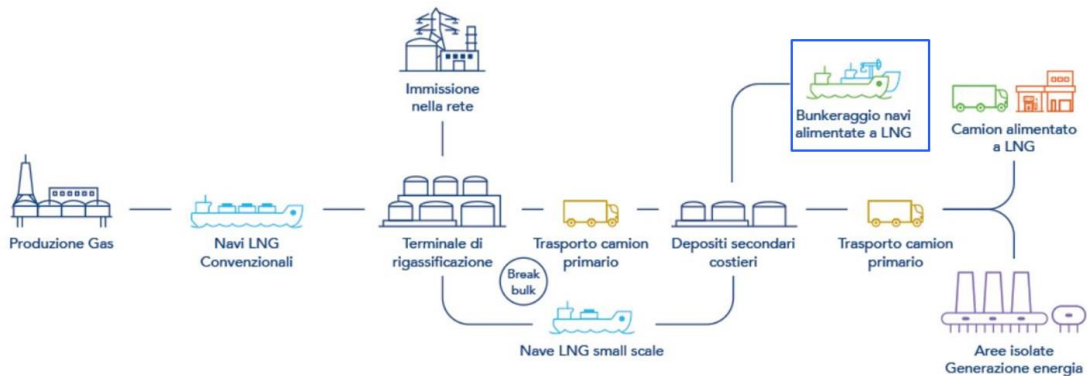 Immissione
nella rete
Bunkeraggio navi
alimentate a LNG
Camion alimentato
a LNG
Produzione Gas
Navi LNG
Convenzionali
Terminale di
rigassificazione
Trasporto camion
primario
Depositi secondari
costieri
Trasporto camion
primario
Break
bulk
Nave LNG small scale
Aree isolate
Generazione energia